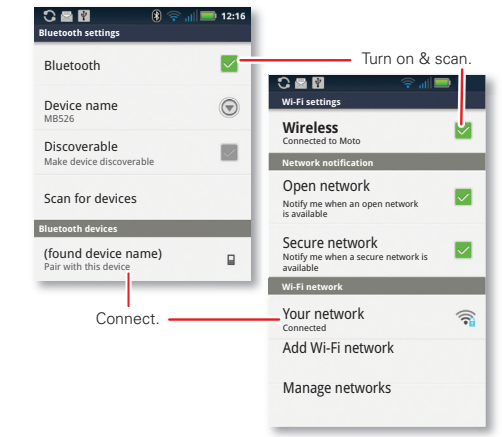 12:16
Bluetooth settings
Bluetooth
Device name
MB526
Discoverable
Make device discoverable
Scan for devices
Bluetooth devices
(found device name)
Pair with this device
Turn on & scan.
Wi-Fi settings
Wireless
Connected to Moto
Network notification
Open network
Notify me when an open network
is available
Secure network
Notify me when a secure network is
available
Wi-Fi network
Your network
Connected
Add Wi-Fi network
Manage networks
Connect.